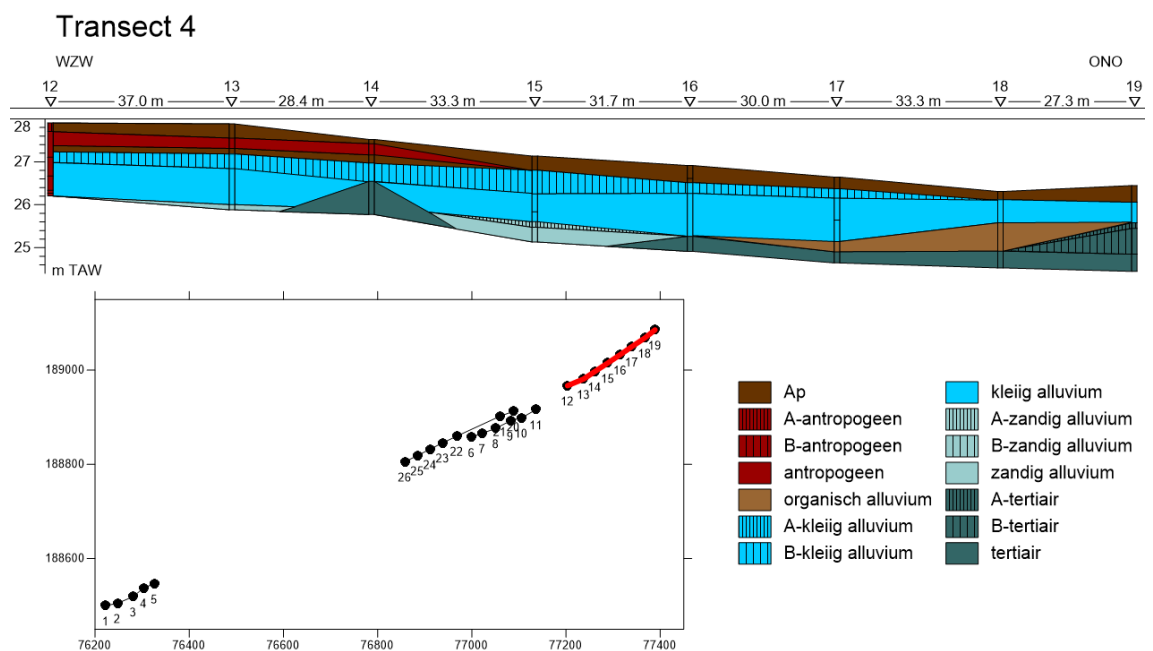 Transect 4
WZW ONO
12 13 14 15 16 17 18 19
37.0 m 28.4 m 33.3 m 31.7 m 30.0 m 33.3 m 27.3 m
28
27
26
25
m TAW
189000
188800
188600
76200 76400 76600 76800 77000 77200 77400
19
18
17
16
15
14
13
12
11
10
20
9
21
8
7
6
22
23
24
25
26
5
4
3
2
1
Ap
A-antropogeen
B-antropogeen
antropogeen
organisch alluvium
A-kleiig alluvium
B-kleiig alluvium
kleiig alluvium
A-zandig alluvium
B-zandig alluvium
zandig alluvium
A-tertiair
B-tertiair
tertiair